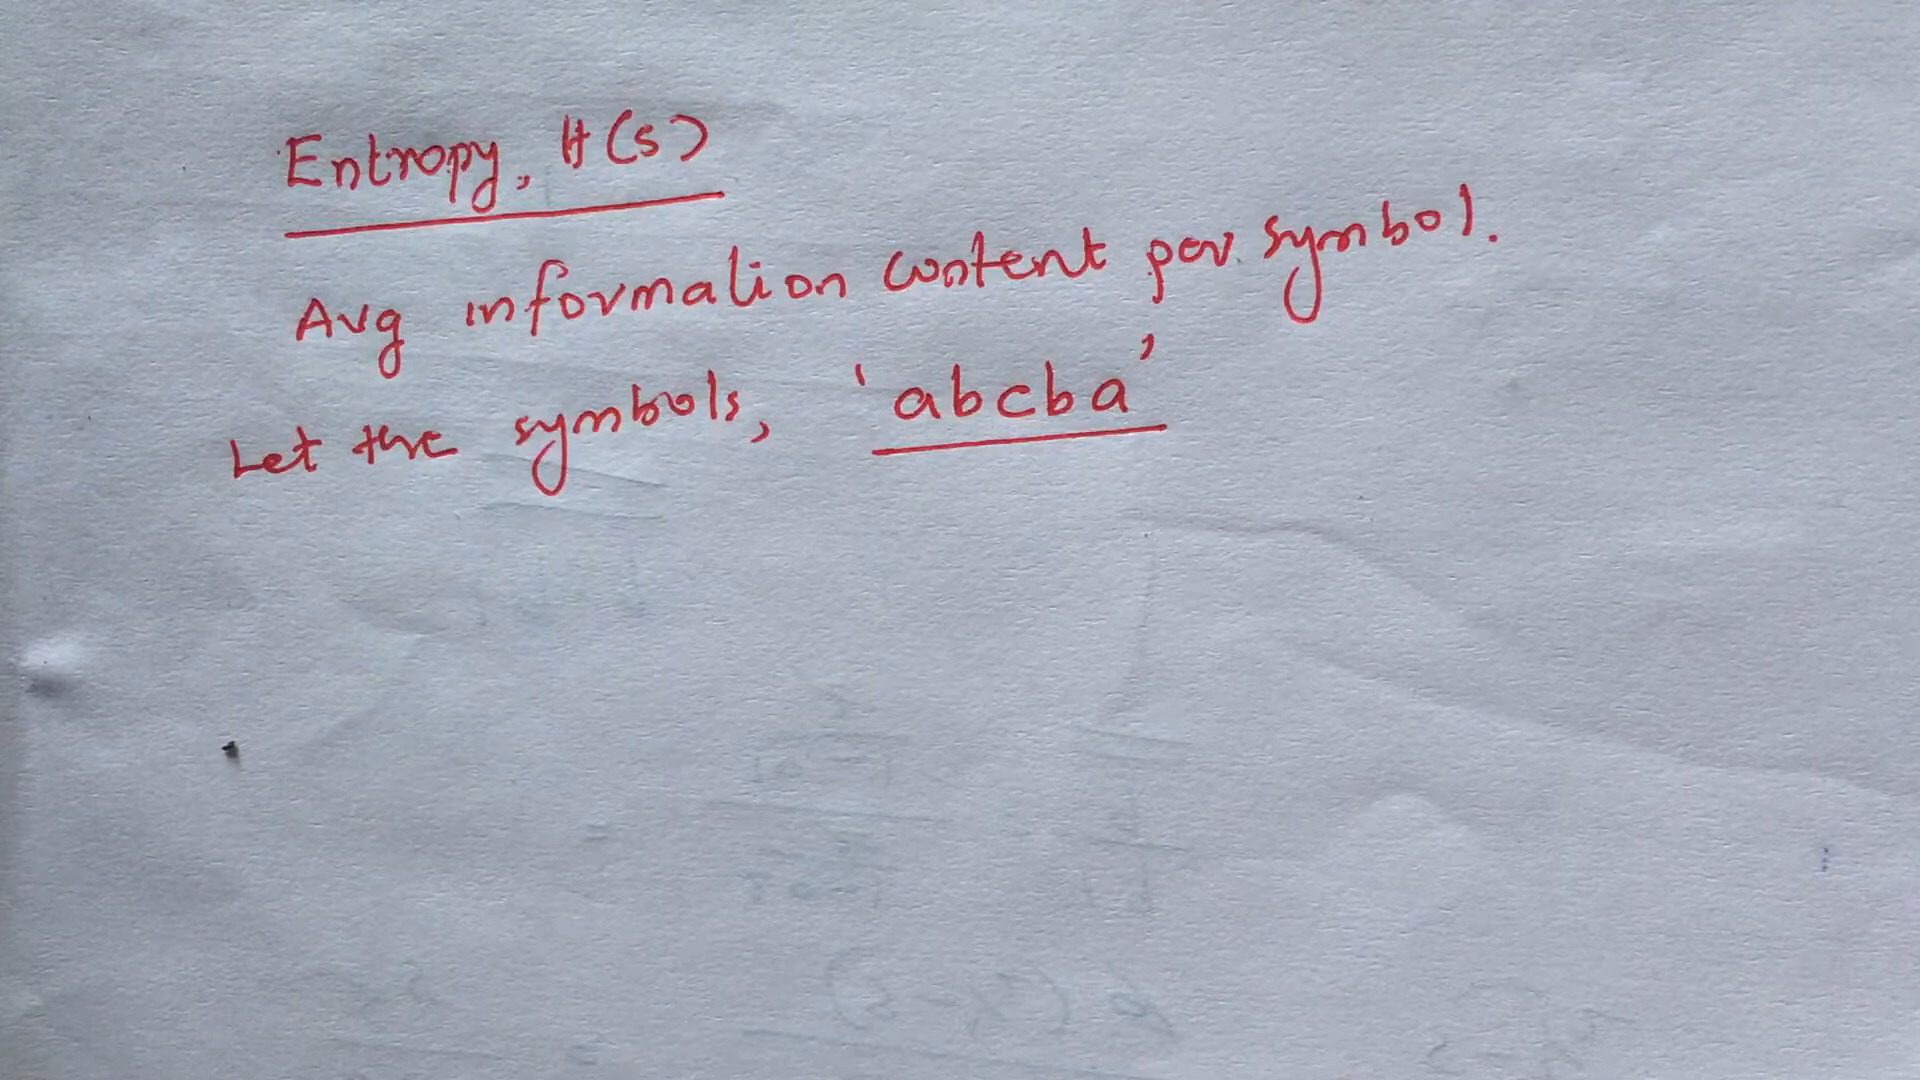 Entropy, H(s)
Avg information content per symbol.
Let the symbols, 'abcba'